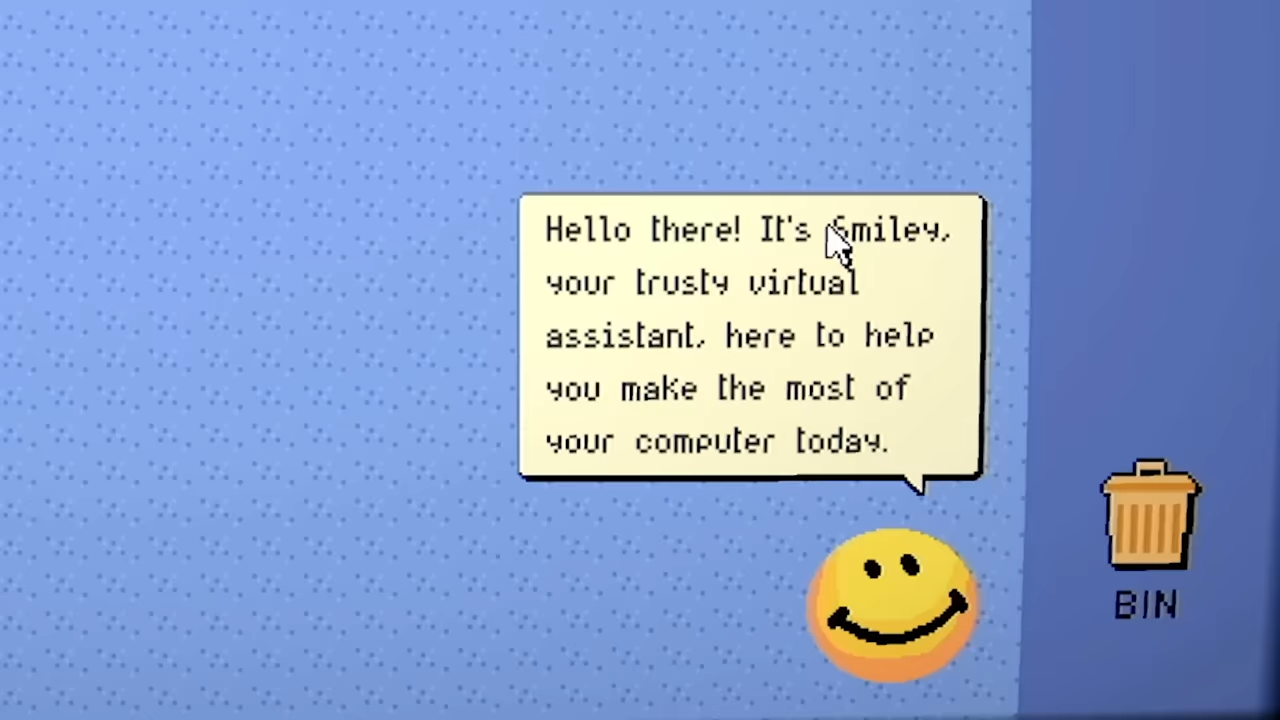 Hello there! It's Smiley,
your trusty virtual
assistant, here to help
you make the most of
your computer today.
BIN